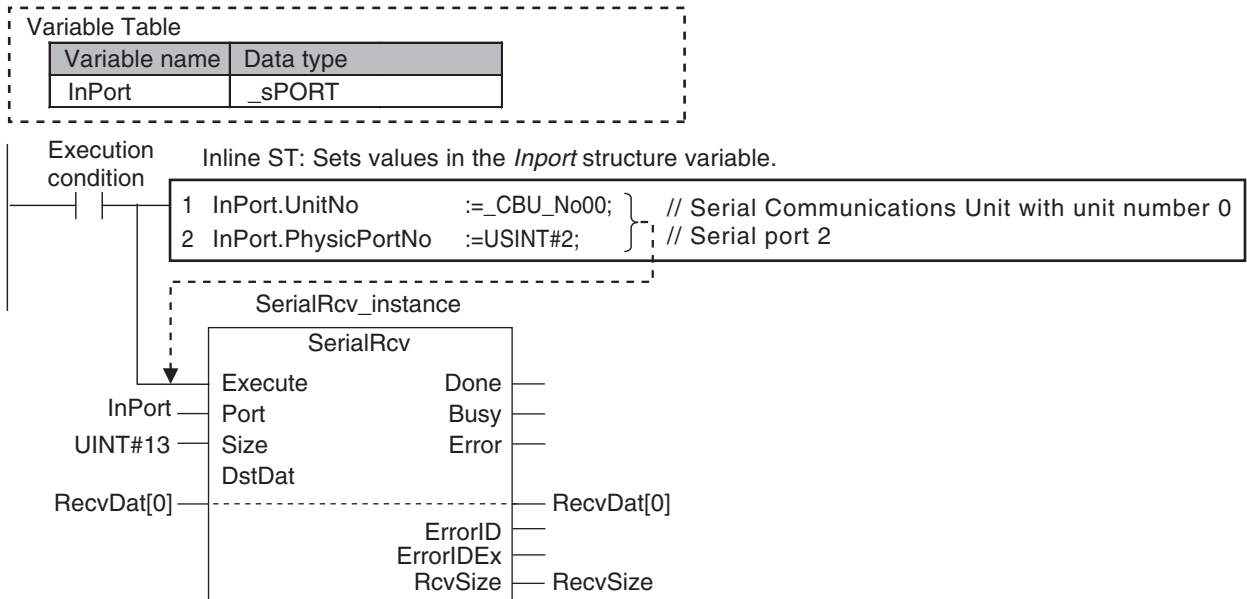 Variable Table
Variable name Data type
InPort _sPORT
Execution
condition
Inline ST: Sets values in the Inport structure variable.
1 InPort.UnitNo :=_CBU_No00; // Serial Communications Unit with unit number 0
2 InPort.PhysicPortNo :=USINT#2; // Serial port 2
SerialRcv_instance
SerialRcv
Execute Done
InPort Port Busy
UINT#13 Size Error
DstDat
RecvDat[0] RecvDat[0]
ErrorID
ErrorIDEx
RcvSize RecvSize